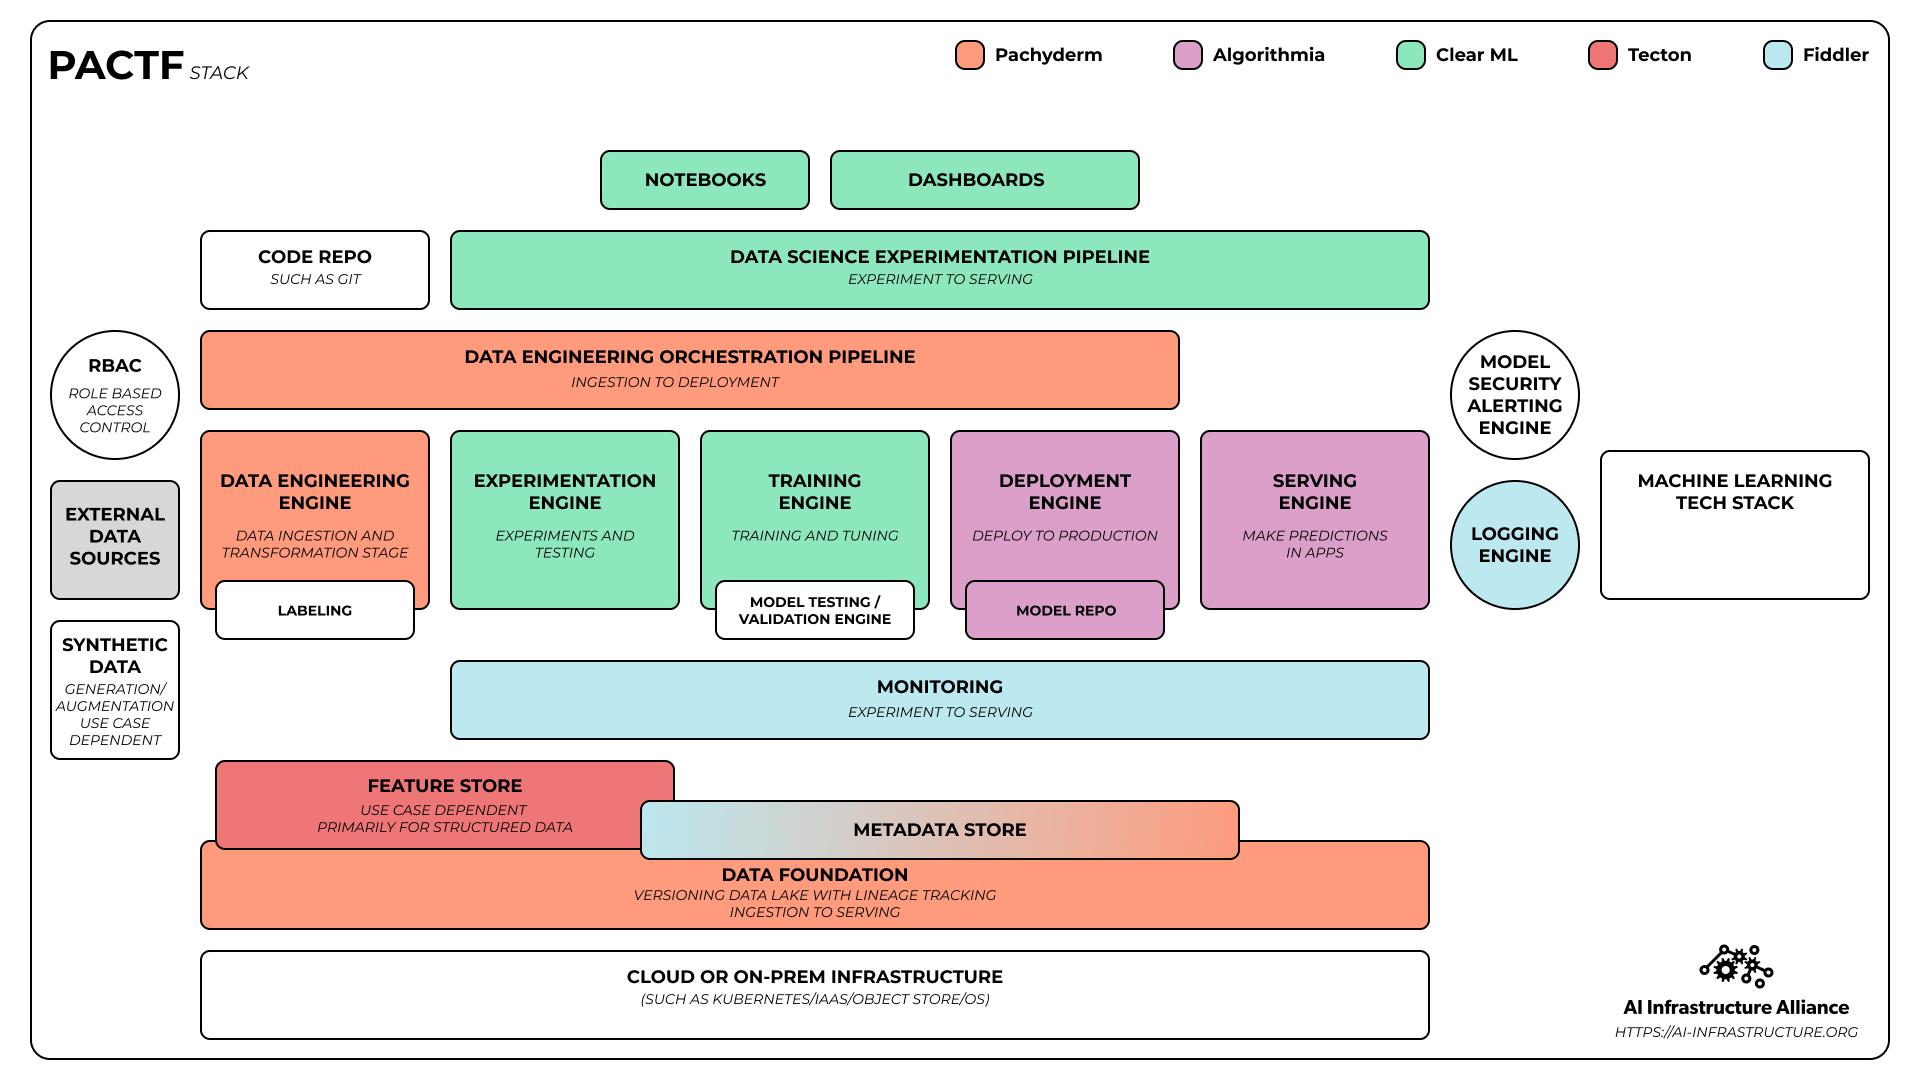 PACTF STACK
Pachyderm
Algorithmia
Clear ML
Tecton
Fiddler
NOTEBOOKS
DASHBOARDS
CODE REPO
SUCH AS GIT
DATA SCIENCE EXPERIMENTATION PIPELINE
EXPERIMENT TO SERVING
RBAC
ROLE BASED
ACCESS
CONTROL
DATA ENGINEERING ORCHESTRATION PIPELINE
INGESTION TO DEPLOYMENT
MODEL
SECURITY
ALERTING
ENGINE
EXTERNAL
DATA
SOURCES
DATA ENGINEERING
ENGINE
DATA INGESTION AND
TRANSFORMATION STAGE
LABELING
EXPERIMENTATION
ENGINE
EXPERIMENTS AND
TESTING
TRAINING
ENGINE
TRAINING AND TUNING
MODEL TESTING /
VALIDATION ENGINE
DEPLOYMENT
ENGINE
DEPLOY TO PRODUCTION
MODEL REPO
SERVING
ENGINE
MAKE PREDICTIONS
IN APPS
LOGGING
ENGINE
MACHINE LEARNING
TECH STACK
SYNTHETIC
DATA
GENERATION/
AUGMENTATION
USE CASE
DEPENDENT
MONITORING
EXPERIMENT TO SERVING
FEATURE STORE
USE CASE DEPENDENT
PRIMARILY FOR STRUCTURED DATA
METADATA STORE
DATA FOUNDATION
VERSIONING DATA LAKE WITH LINEAGE TRACKING
INGESTION TO SERVING
CLOUD OR ON-PREM INFRASTRUCTURE
(SUCH AS KUBERNETES/IAAS/OBJECT STORE/OS)
AI Infrastructure Alliance
HTTPS://AI-INFRASTRUCTURE.ORG